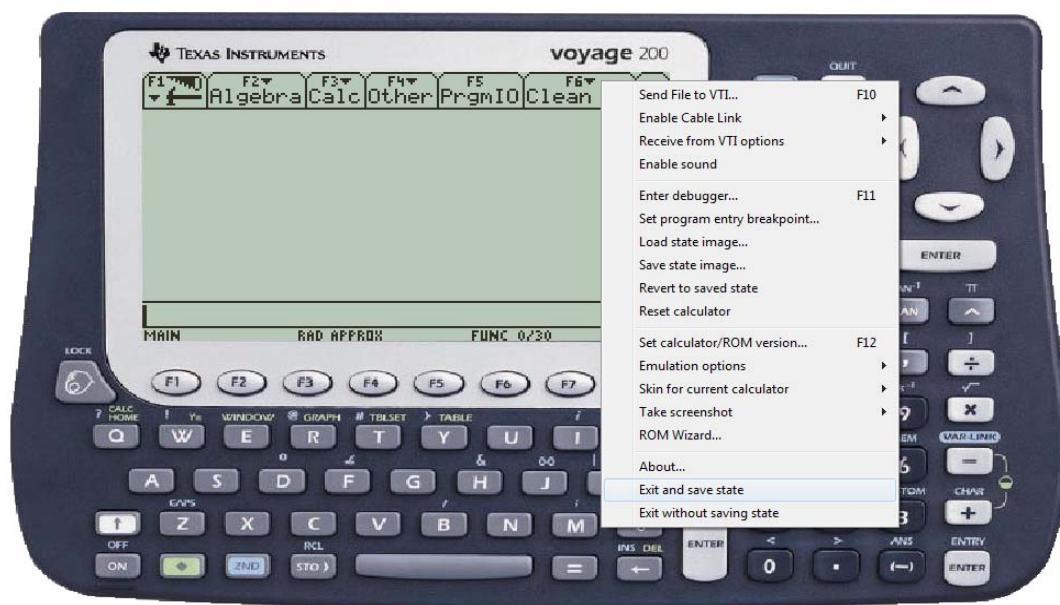 TEXAS INSTRUMENTS voyage 200
QUIT
F1 F2 F3 F4 F5 F6
Algebra Calc Other PrgmIO Clean
Send File to VTI... F10
Enable Cable Link
Receive from VTI options
Enable sound
Enter debugger... F11
Set program entry breakpoint...
Load state image...
Save state image...
Revert to saved state
Reset calculator
Set calculator/ROM version... F12
Emulation options
Skin for current calculator
Take screenshot
ROM Wizard...
About...
Exit and save state
Exit without saving state
ENTER
MAIN RAD APPROX FUNC 0/30
LOCK
F1 F2 F3 F4 F5 F6 F7
? CALC HOME ! Y= WINDOW GRAPH # TBLSET TABLE i
Q W E R T Y U I
9 ×
VAR-LINK
A S D F G H J
6 −
CAPS
CHAR
Z X C V B N M
3 +
OFF RCL INS DEL < > ANS ENTRY
ON 2ND STO = ← ENTER 0 . (−) ENTER